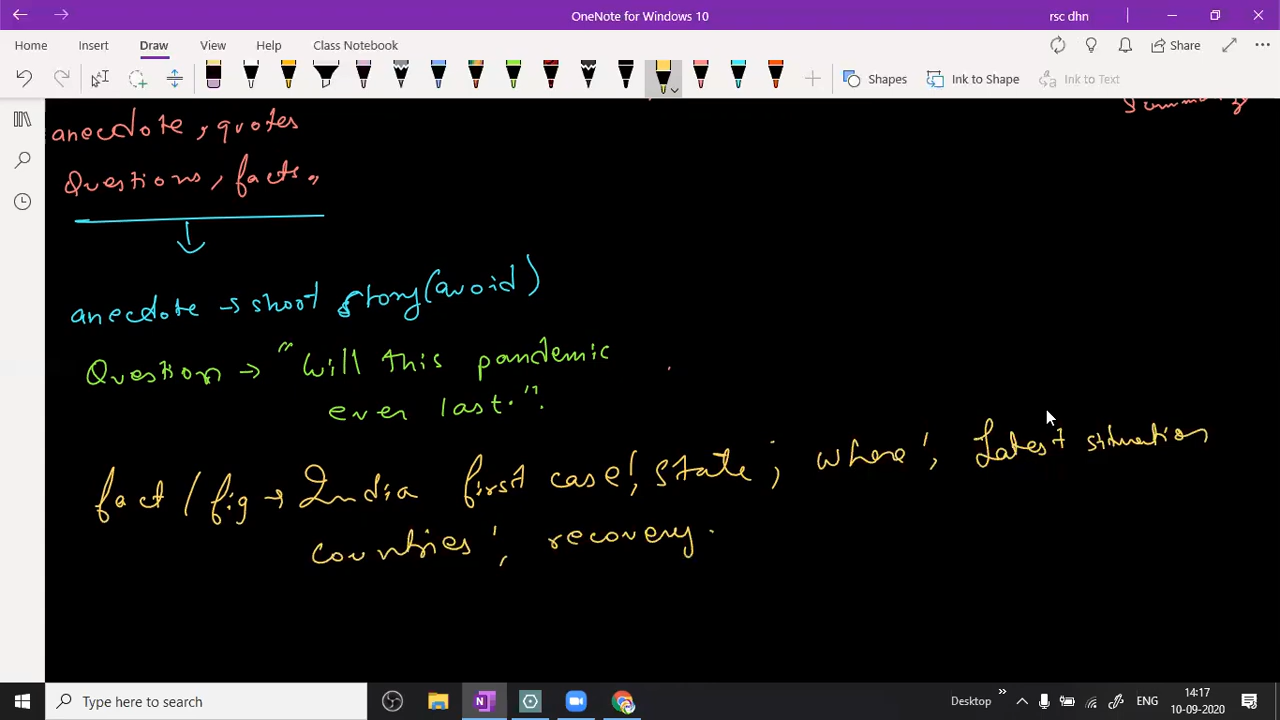 OneNote for Windows 10
rsc dhn
Home Insert Draw View Help Class Notebook
Share
Shapes Ink to Shape Ink to Text
Summary
anecdote, quotes
Questions, facts,
anecdote → shoot story (avoid)
Question → "Will this pandemic
ever last."
fact / fig → India first case!, state; where!, Latest situation
countries', recovery.
Type here to search
Desktop
ENG
14:17
10-09-2020